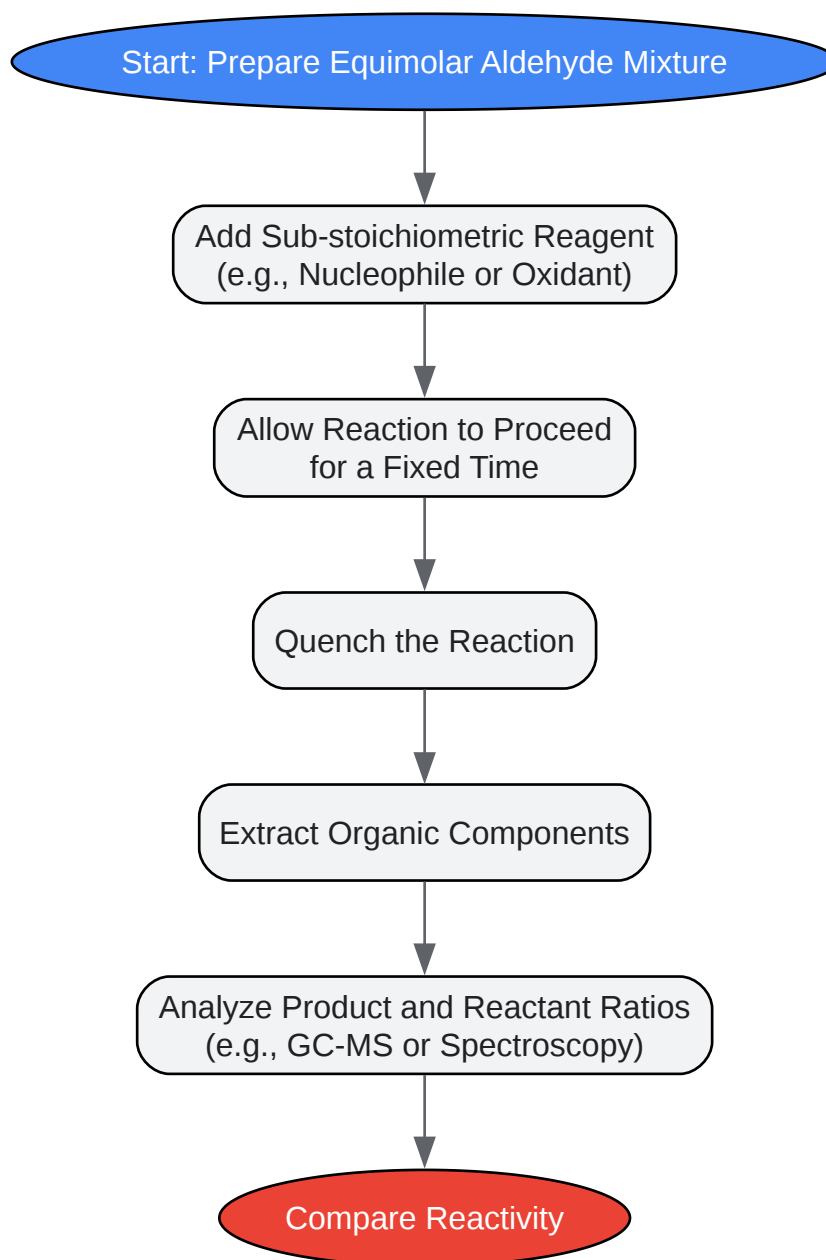 Start: Prepare Equimolar Aldehyde Mixture
Add Sub-stoichiometric Reagent
(e.g., Nucleophile or Oxidant)
Allow Reaction to Proceed
for a Fixed Time
Quench the Reaction
Extract Organic Components
Analyze Product and Reactant Ratios
(e.g., GC-MS or Spectroscopy)
Compare Reactivity